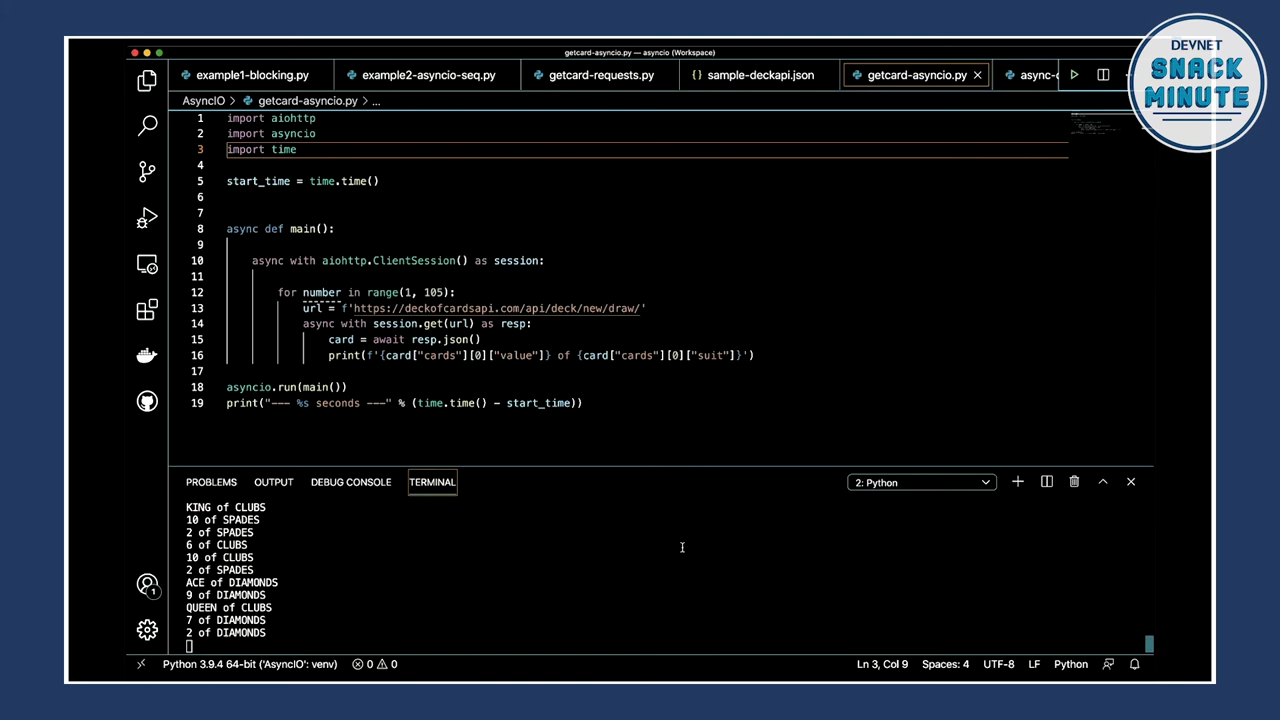 getcard-asyncio.py — asyncio (Workspace)
DEVNET
SNACK
MINUTE
example1-blocking.py
example2-asyncio-seq.py
getcard-requests.py
{} sample-deckapi.json
getcard-asyncio.py
AsyncIO > getcard-asyncio.py > ...
1 import aiohttp
2 import asyncio
3 import time
4
5 start_time = time.time()
6
7
8 async def main():
9
10 async with aiohttp.ClientSession() as session:
11
12 for number in range(1, 105):
13 url = f'https://deckofcardsapi.com/api/deck/new/draw/'
14 async with session.get(url) as resp:
15 card = await resp.json()
16 print(f'{card["cards"][0]["value"]} of {card["cards"][0]["suit"]}')
17
18 asyncio.run(main())
19 print("--- %s seconds ---" % (time.time() - start_time))
PROBLEMS OUTPUT DEBUG CONSOLE TERMINAL
2: Python
KING of CLUBS
10 of SPADES
2 of SPADES
6 of CLUBS
10 of CLUBS
2 of SPADES
ACE of DIAMONDS
9 of DIAMONDS
QUEEN of CLUBS
7 of DIAMONDS
2 of DIAMONDS
1
Python 3.9.4 64-bit ('AsyncIO': venv) 0 0
Ln 3, Col 9 Spaces: 4 UTF-8 LF Python